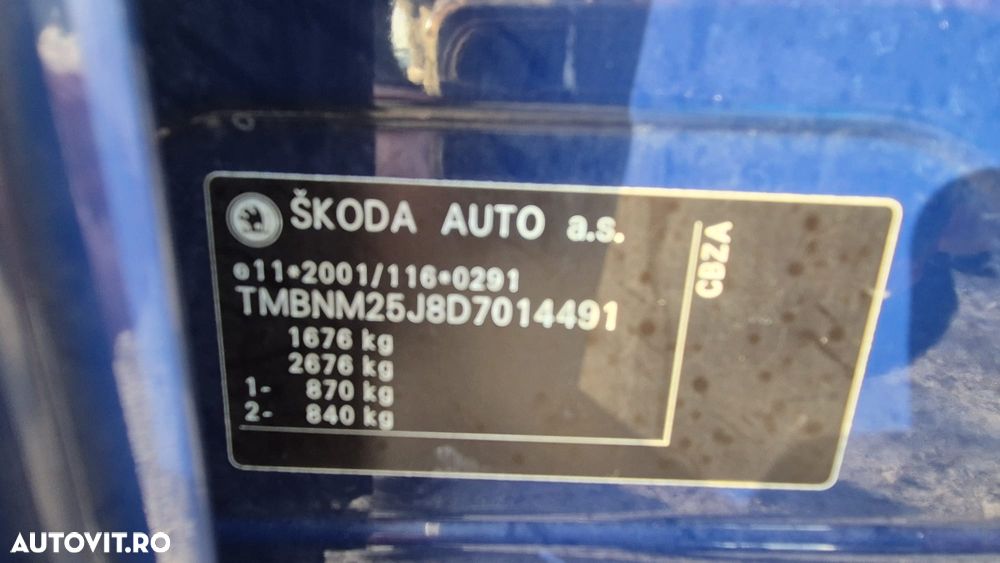 ŠKODA AUTO a.s.
e11*2001/116*0291
TMBNM25J8D7014491
1676 kg
2676 kg
1- 870 kg
2- 840 kg
CBZA
AUTOVIT.RO